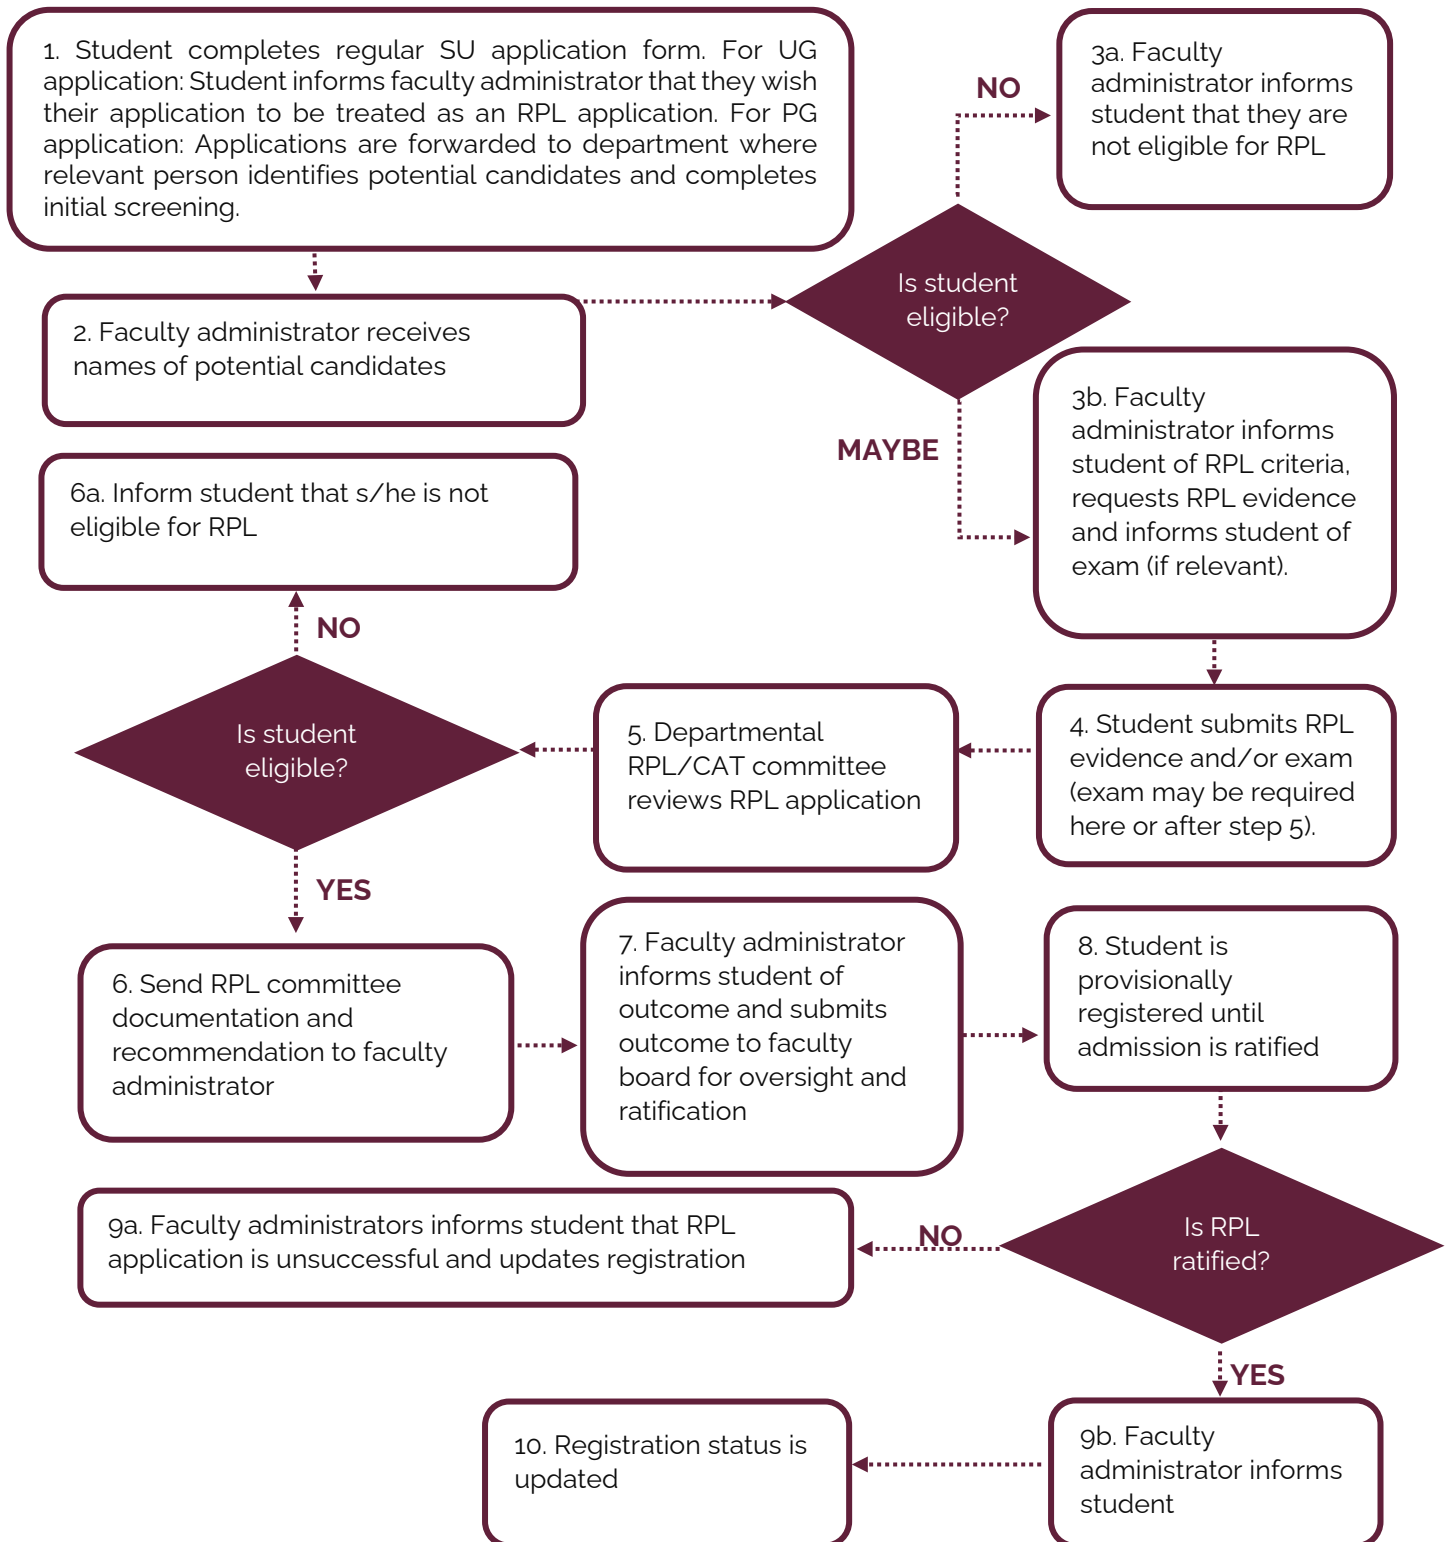 1. Student completes regular SU application form. For UG
application: Student informs faculty administrator that they wish
their application to be treated as an RPL application. For PG
application: Applications are forwarded to department where
relevant person identifies potential candidates and completes
initial screening.
NO
3a. Faculty
administrator informs
student that they are
not eligible for RPL
2. Faculty administrator receives
names of potential candidates
Is student
eligible?
MAYBE
3b. Faculty
administrator informs
student of RPL criteria,
requests RPL evidence
and informs student of
exam (if relevant).
6a. Inform student that s/he is not
eligible for RPL
NO
Is student
eligible?
5. Departmental
RPL/CAT committee
reviews RPL application
4. Student submits RPL
evidence and/or exam
(exam may be required
here or after step 5).
YES
6. Send RPL committee
documentation and
recommendation to faculty
administrator
7. Faculty administrator
informs student of
outcome and submits
outcome to faculty
board for oversight and
ratification
8. Student is
provisionally
registered until
admission is ratified
9a. Faculty administrators informs student that RPL
application is unsuccessful and updates registration
NO
Is RPL
ratified?
YES
10. Registration status is
updated
9b. Faculty
administrator informs
student